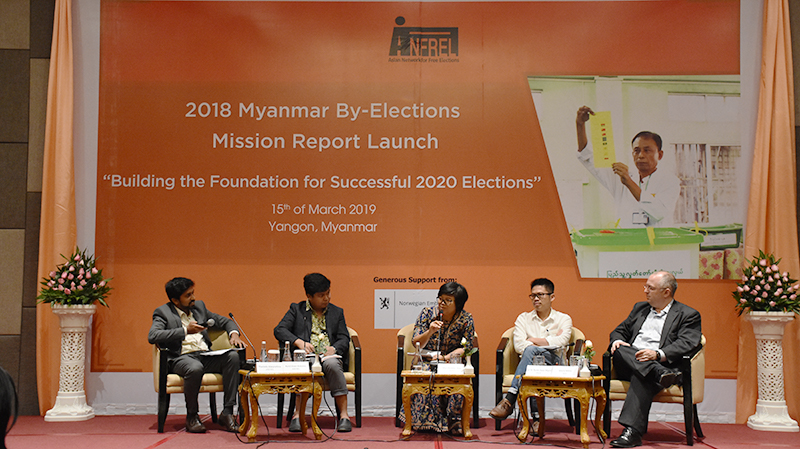 ANFREL
Asian Network for Free Elections
2018 Myanmar By-Elections
Mission Report Launch
“Building the Foundation for Successful 2020 Elections”
15th of March 2019
Yangon, Myanmar
Generous Support from:
Norwegian